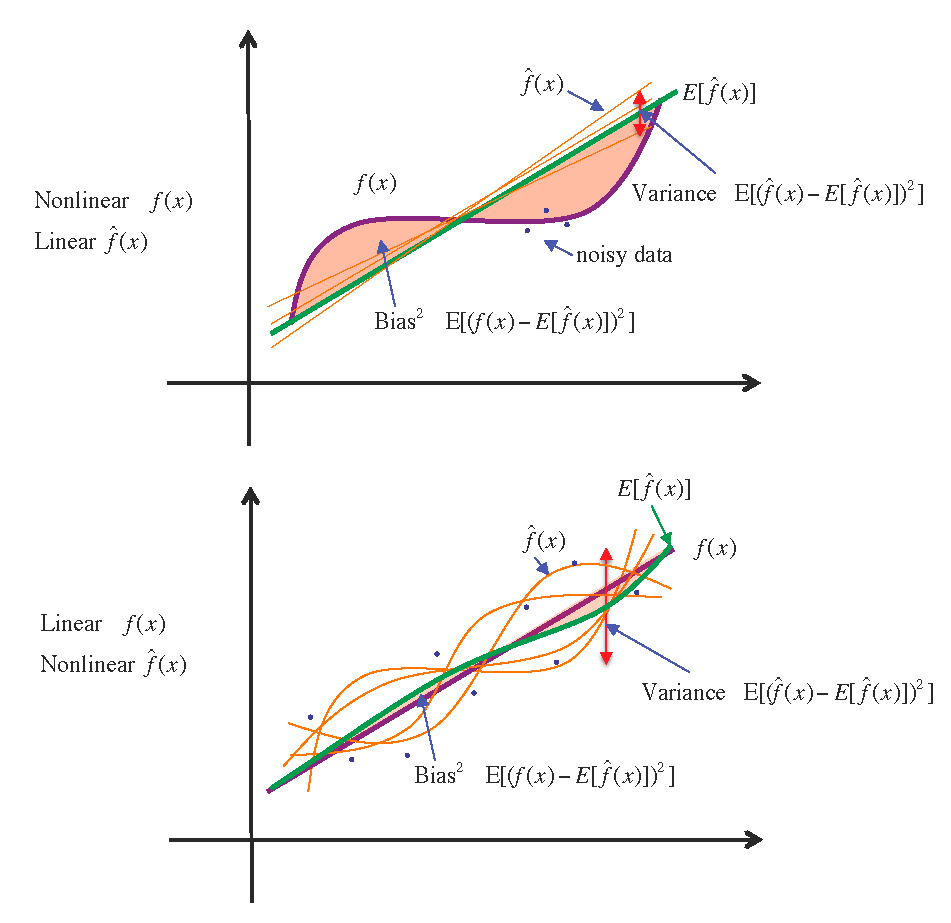 f̂(x)
E[f̂(x)]
f(x)
Variance E[(f̂(x)−E[f̂(x)])²]
Nonlinear f(x)
Linear f̂(x)
noisy data
Bias² E[(f(x)−E[f̂(x)])²]
E[f̂(x)]
f̂(x)
f(x)
Linear f(x)
Nonlinear f̂(x)
Variance E[(f̂(x)−E[f̂(x)])²]
Bias² E[(f(x)−E[f̂(x)])²]